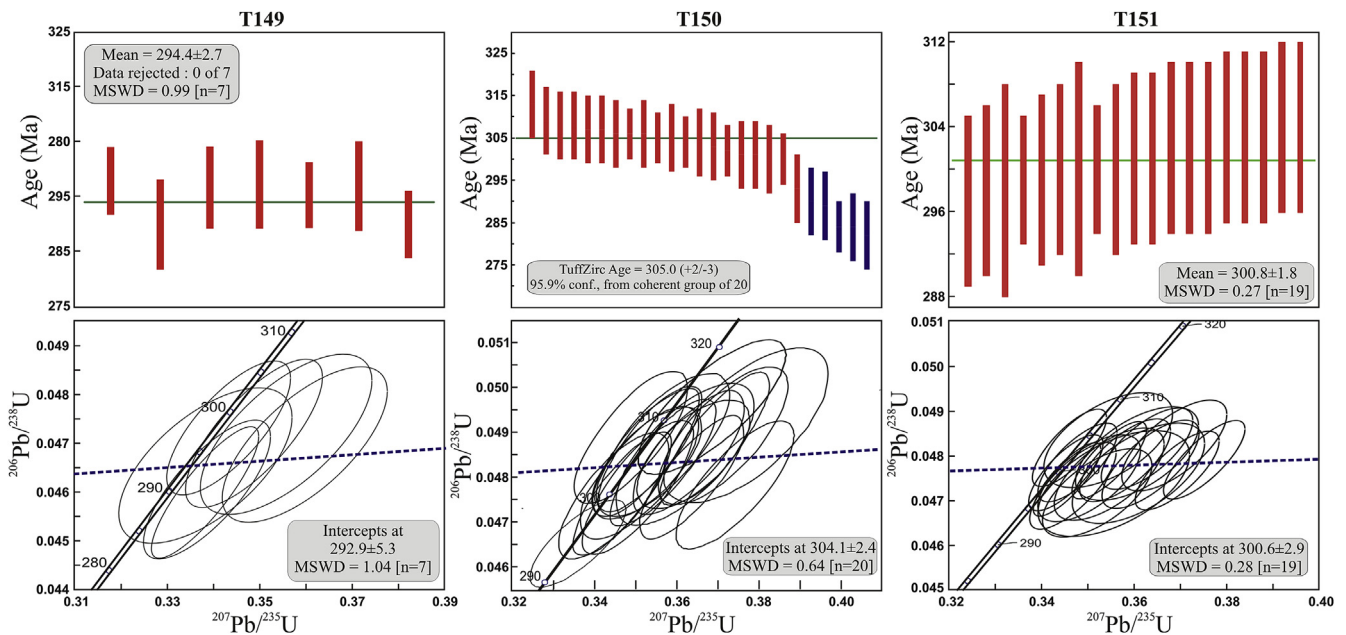 T149
T150
T151
325
315
280
295
285
275
Age (Ma)
Mean = 294.4±2.7
Data rejected : 0 of 7
MSWD = 0.99 [n=7]
325
315
305
295
285
275
Age (Ma)
TuffZirc Age = 305.0 (+2/-3)
95.9% conf., from coherent group of 20
312
304
296
288
Age (Ma)
Mean = 300.8±1.8
MSWD = 0.27 [n=19]
0.049
0.048
0.047
0.046
0.045
0.044
206Pb/238U
310
300
290
280
Intercepts at
292.9±5.3
MSWD = 1.04 [n=7]
0.31
0.33
0.35
0.37
0.39
207Pb/235U
0.051
0.050
0.049
0.048
0.047
0.046
206Pb/238U
320
310
300
290
Intercepts at 304.1±2.4
MSWD = 0.64 [n=20]
0.32
0.34
0.36
0.38
0.40
207Pb/235U
0.051
0.050
0.049
0.048
0.047
0.046
0.045
206Pb/238U
320
310
300
290
Intercepts at 300.6±2.9
MSWD = 0.28 [n=19]
0.32
0.34
0.36
0.38
0.40
207Pb/235U